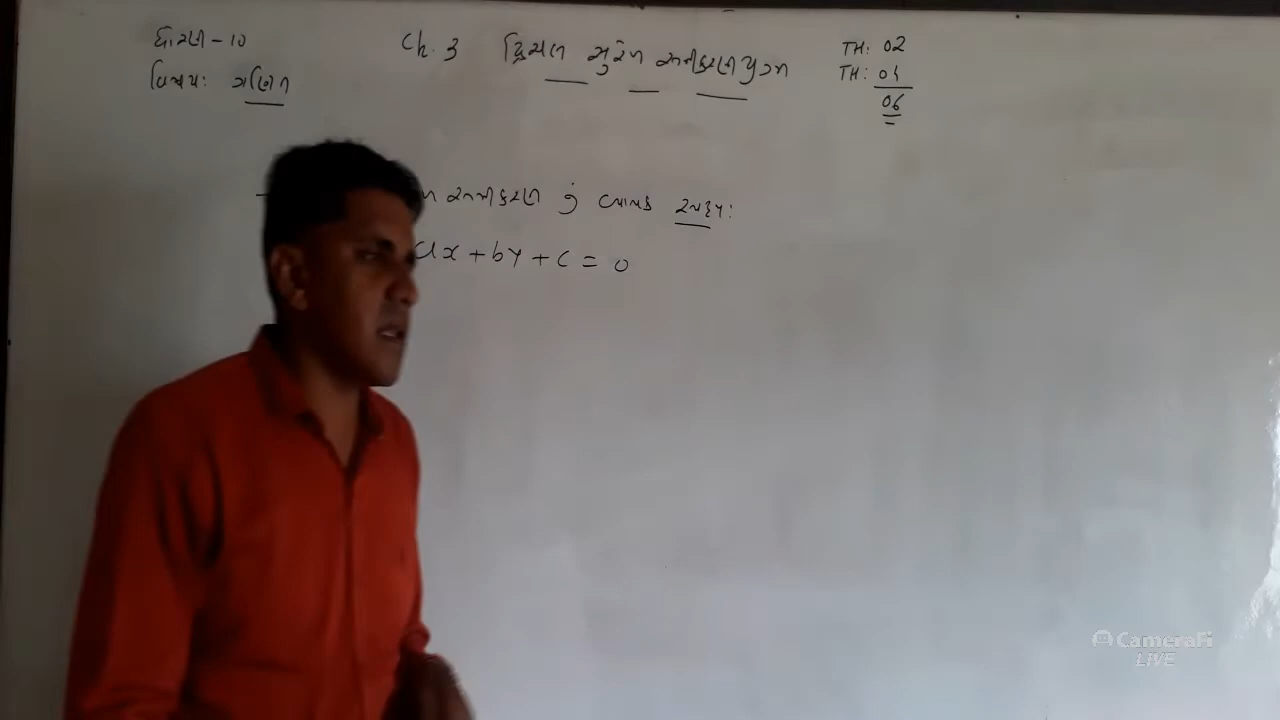 ધોરણ-10
વિષય: ગણિત
Ch. 3 દ્વિચલ સુરેખ સમીકરણયુગ્મ
TH: 02
TH: 04
06
સમીકરણ નું વ્યાપક સ્વરૂપ:
ax + by + c = 0
CameraFi
LIVE